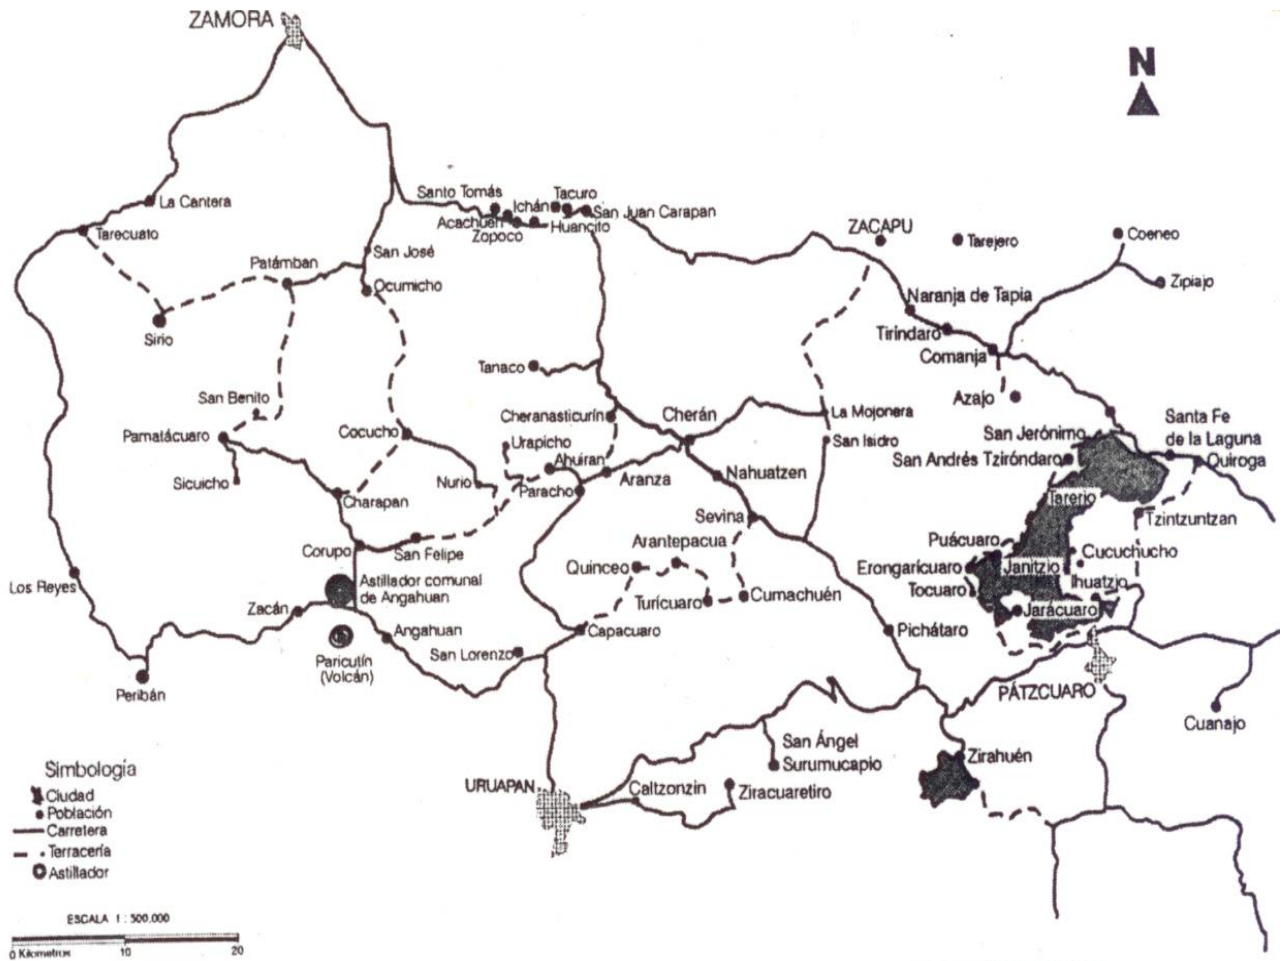 ZAMORA
N
La Cantera
Tarecuato
Santo Tomás
Ichán
Tacuro
San Juan Carapan
Acachuen
Huancito
Zopoco
ZACAPU
Tarejero
Coeneo
San José
Patámban
Ocumicho
Zipiajo
Naranja de Tapia
Sirio
Tirindaro
Comanja
Tanaco
San Benito
Azajo
Cheranasticurín
Cherán
La Mojonera
Santa Fe
de la Laguna
Pamatácuaro
Cocucho
Urapicho
San Isidro
San Jerónimo
Quiroga
San Andrés Tziróndaro
Ahuiran
Sicuicho
Nurio
Paracho
Aranza
Nahuatzen
Charapan
Tarerio
Tzintzuntzan
Sevina
Corupo
San Felipe
Arantepacua
Puácuaro
Cucuchucho
Quinceo
Erongarícuaro
Janitzio
Ihuatzio
Los Reyes
Astillador comunal
de Angahuan
Tocuaro
Turícuaro
Cumachuén
Jarácuaro
Zacán
Angahuan
Capacuaro
Pichátaro
San Lorenzo
Paricutín
(Volcán)
Peribán
PÁTZCUARO
Cuanajo
San Ángel
Surumucapio
Zirahuén
Simbología
Ciudad
Población
Carretera
Terracería
Astillador
URUAPAN
Caltzonzin
Ziracuaretiro
ESCALA 1 : 500.000
0 Kilometros 10 20